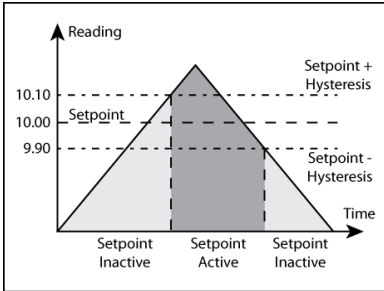 Reading
Setpoint +
Hysteresis
10.10
Setpoint
10.00
9.90
Setpoint -
Hysteresis
Time
Setpoint Setpoint Setpoint
Inactive Active Inactive